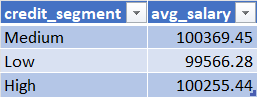 credit_segment avg_salary
Medium 100369.45
Low 99566.28
High 100255.44